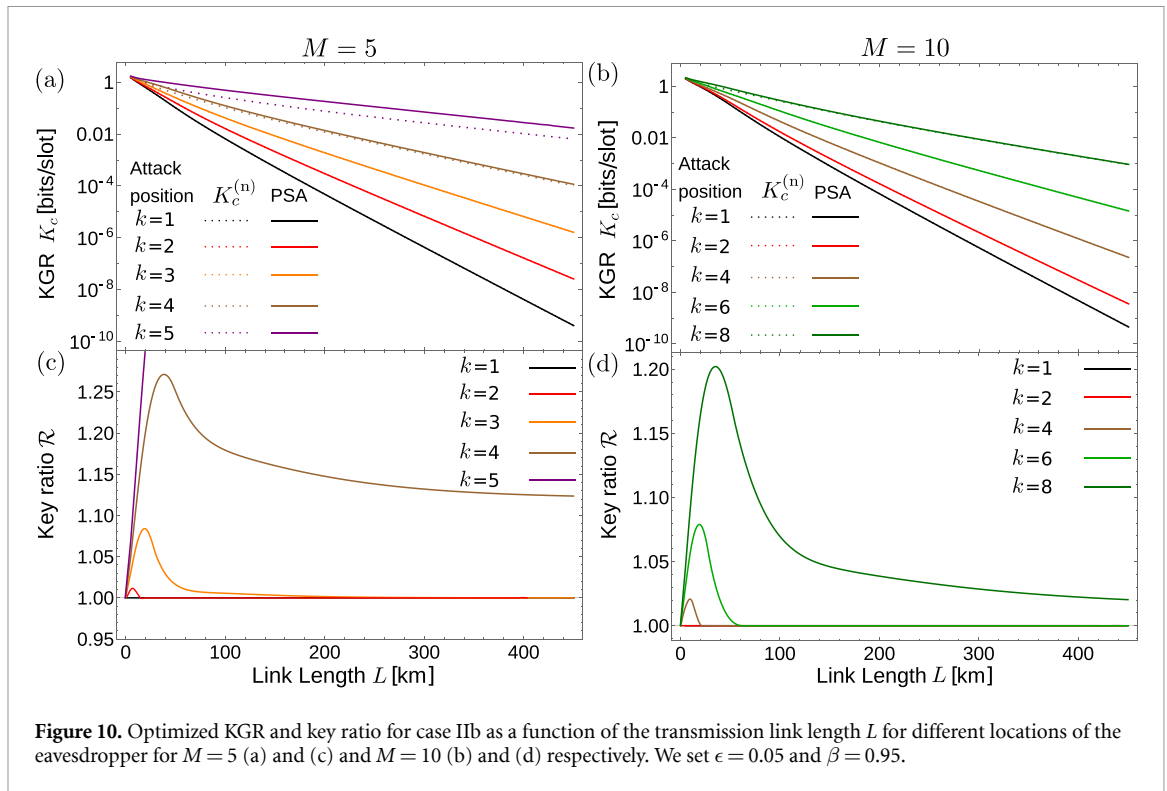 M = 5
M = 10
(a)
1
0.01
10⁻⁴
10⁻⁶
10⁻⁸
10⁻¹⁰
KGR K_c [bits/slot]
Attack position K_c^(n) PSA
k=1
k=2
k=3
k=4
k=5
(b)
1
0.01
10⁻⁴
10⁻⁶
10⁻⁸
10⁻¹⁰
KGR K_c [bits/slot]
Attack position K_c^(n) PSA
k=1
k=2
k=4
k=6
k=8
(c)
1.25
1.20
1.15
1.10
1.05
1.00
0.95
Key ratio R
k=1
k=2
k=3
k=4
k=5
0 100 200 300 400
Link Length L [km]
(d)
1.20
1.15
1.10
1.05
1.00
Key ratio R
k=1
k=2
k=4
k=6
k=8
0 100 200 300 400
Link Length L [km]
Figure 10. Optimized KGR and key ratio for case IIb as a function of the transmission link length L for different locations of the
eavesdropper for M = 5 (a) and (c) and M = 10 (b) and (d) respectively. We set ϵ = 0.05 and β = 0.95.